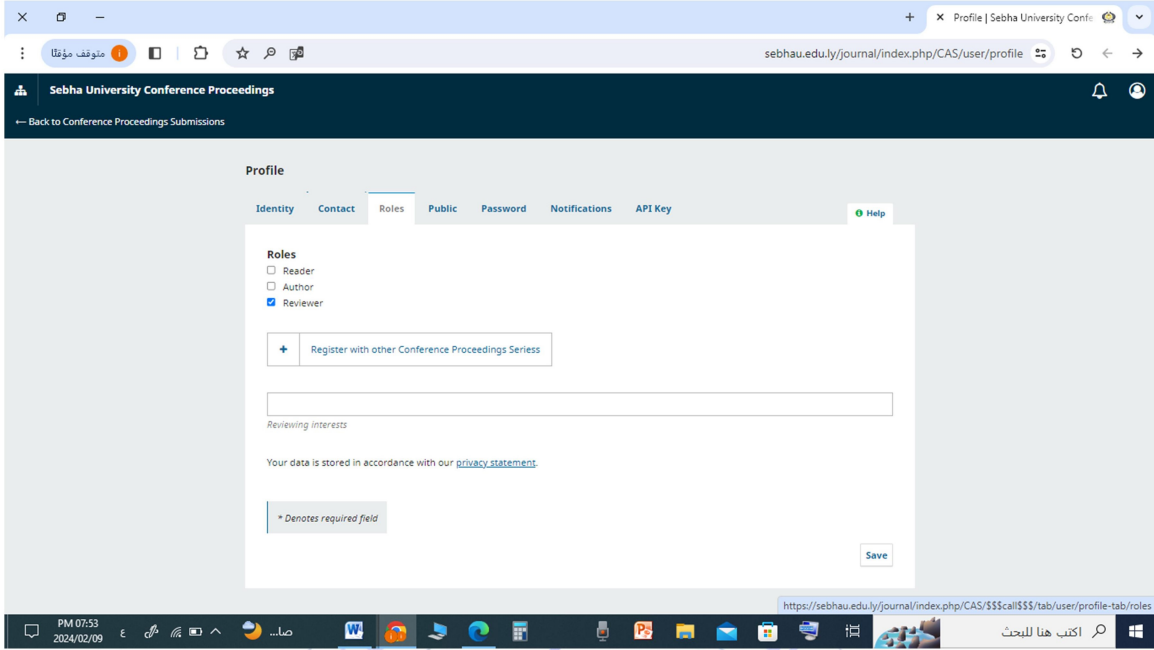 Profile | Sebha University Confe
متوقف مؤقتًا
sebhau.edu.ly/journal/index.php/CAS/user/profile
Sebha University Conference Proceedings
← Back to Conference Proceedings Submissions
Profile
Identity Contact Roles Public Password Notifications API Key
Help
Roles
Reader
Author
Reviewer
+ Register with other Conference Proceedings Seriess
Reviewing interests
Your data is stored in accordance with our privacy statement.
* Denotes required field
Save
https://sebhau.edu.ly/journal/index.php/CAS/$$$call$$$/tab/user/profile-tab/roles
PM 07:53
2024/02/09
ع
اكتب هنا للبحث